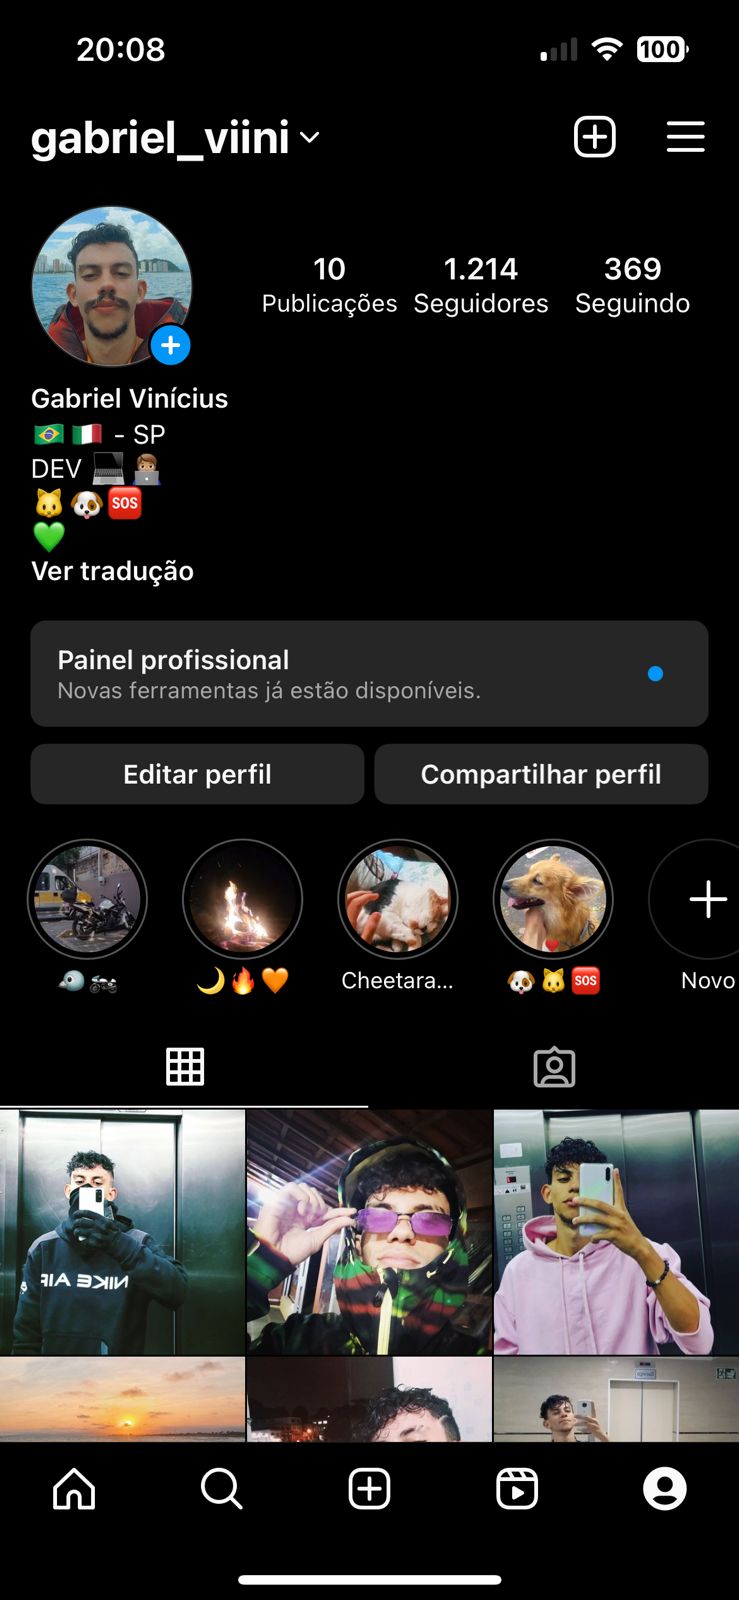 20:08
100
gabriel_viini
10 1.214 369
Publicações Seguidores Seguindo
Gabriel Vinícius
🇧🇷 🇮🇹 - SP
DEV 💻 👨🏽‍💻
🐱 🐶 🆘
💚
Ver tradução
Painel profissional
Novas ferramentas já estão disponíveis.
Editar perfil Compartilhar perfil
🦈🏍️ 🌙🔥🧡 Cheetara... 🐶🐱🆘 Novo
NIKE AIR